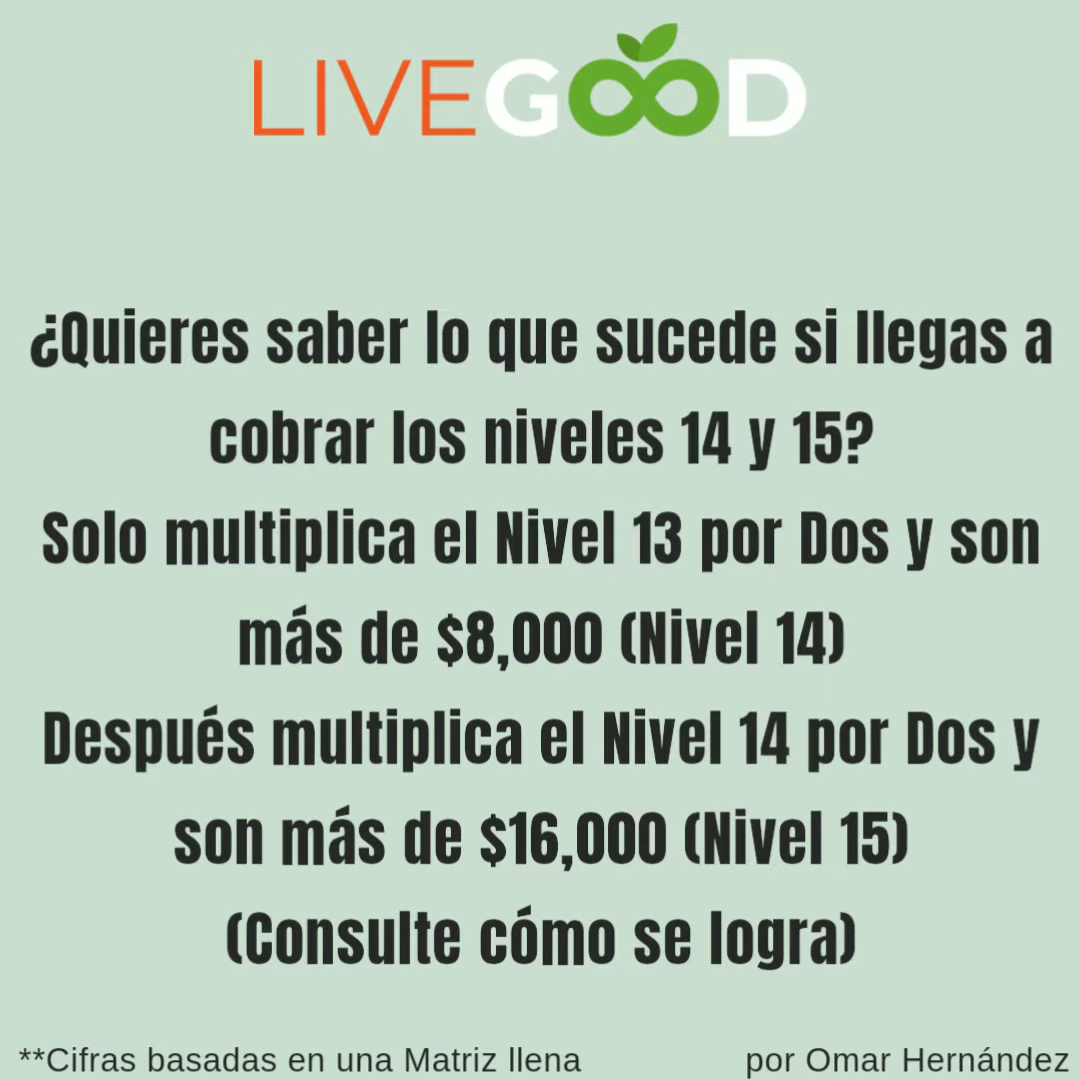 LIVEGOOD
¿Quieres saber lo que sucede si llegas a
cobrar los niveles 14 y 15?
Solo multiplica el Nivel 13 por Dos y son
más de $8,000 (Nivel 14)
Después multiplica el Nivel 14 por Dos y
son más de $16,000 (Nivel 15)
(Consulte cómo se logra)
**Cifras basadas en una Matriz llena
por Omar Hernández